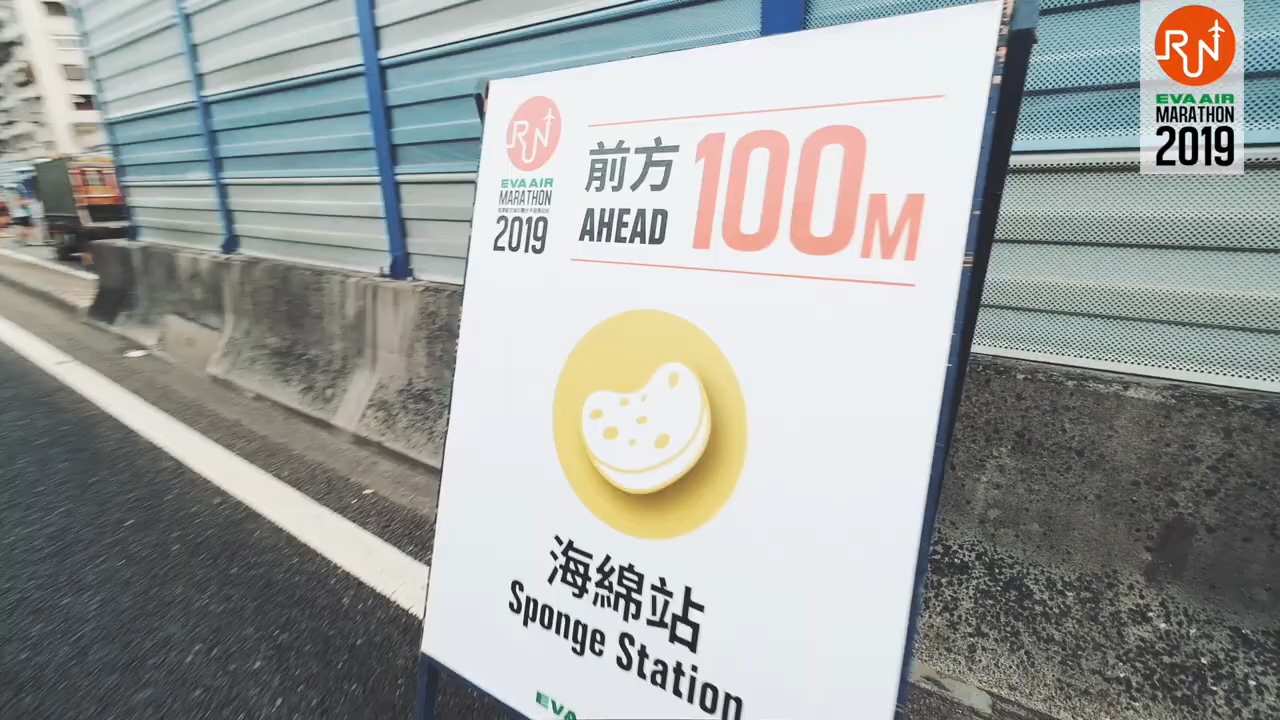 RUN
EVA AIR
MARATHON
2019
前方
AHEAD
100M
海綿站
Sponge Station
EVA
RUN
EVA AIR
MARATHON
2019